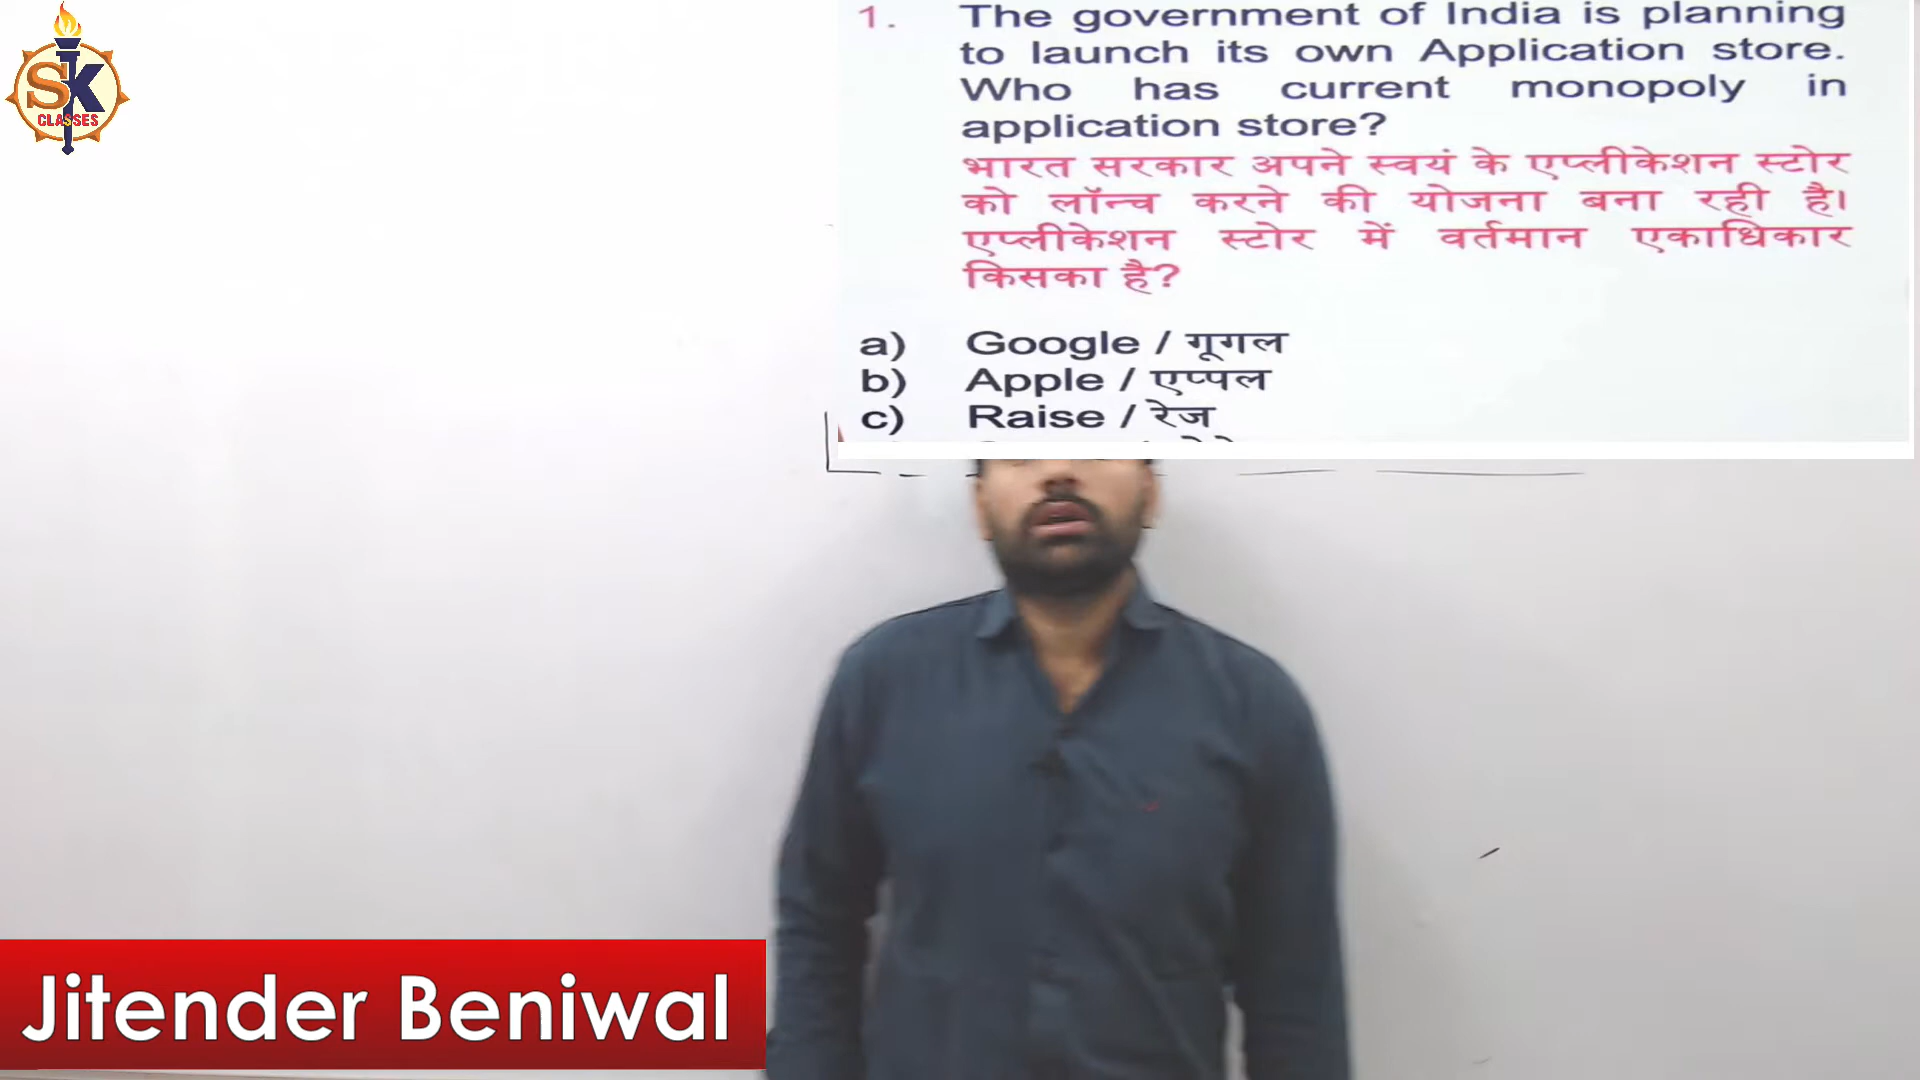 SK
CLASSES
1. The government of India is planning
to launch its own Application store.
Who has current monopoly in
application store?
भारत सरकार अपने स्वयं के एप्लीकेशन स्टोर
को लॉन्च करने की योजना बना रही है।
एप्लीकेशन स्टोर में वर्तमान एकाधिकार
किसका है?
a) Google / गूगल
b) Apple / एप्पल
c) Raise / रेज
Jitender Beniwal